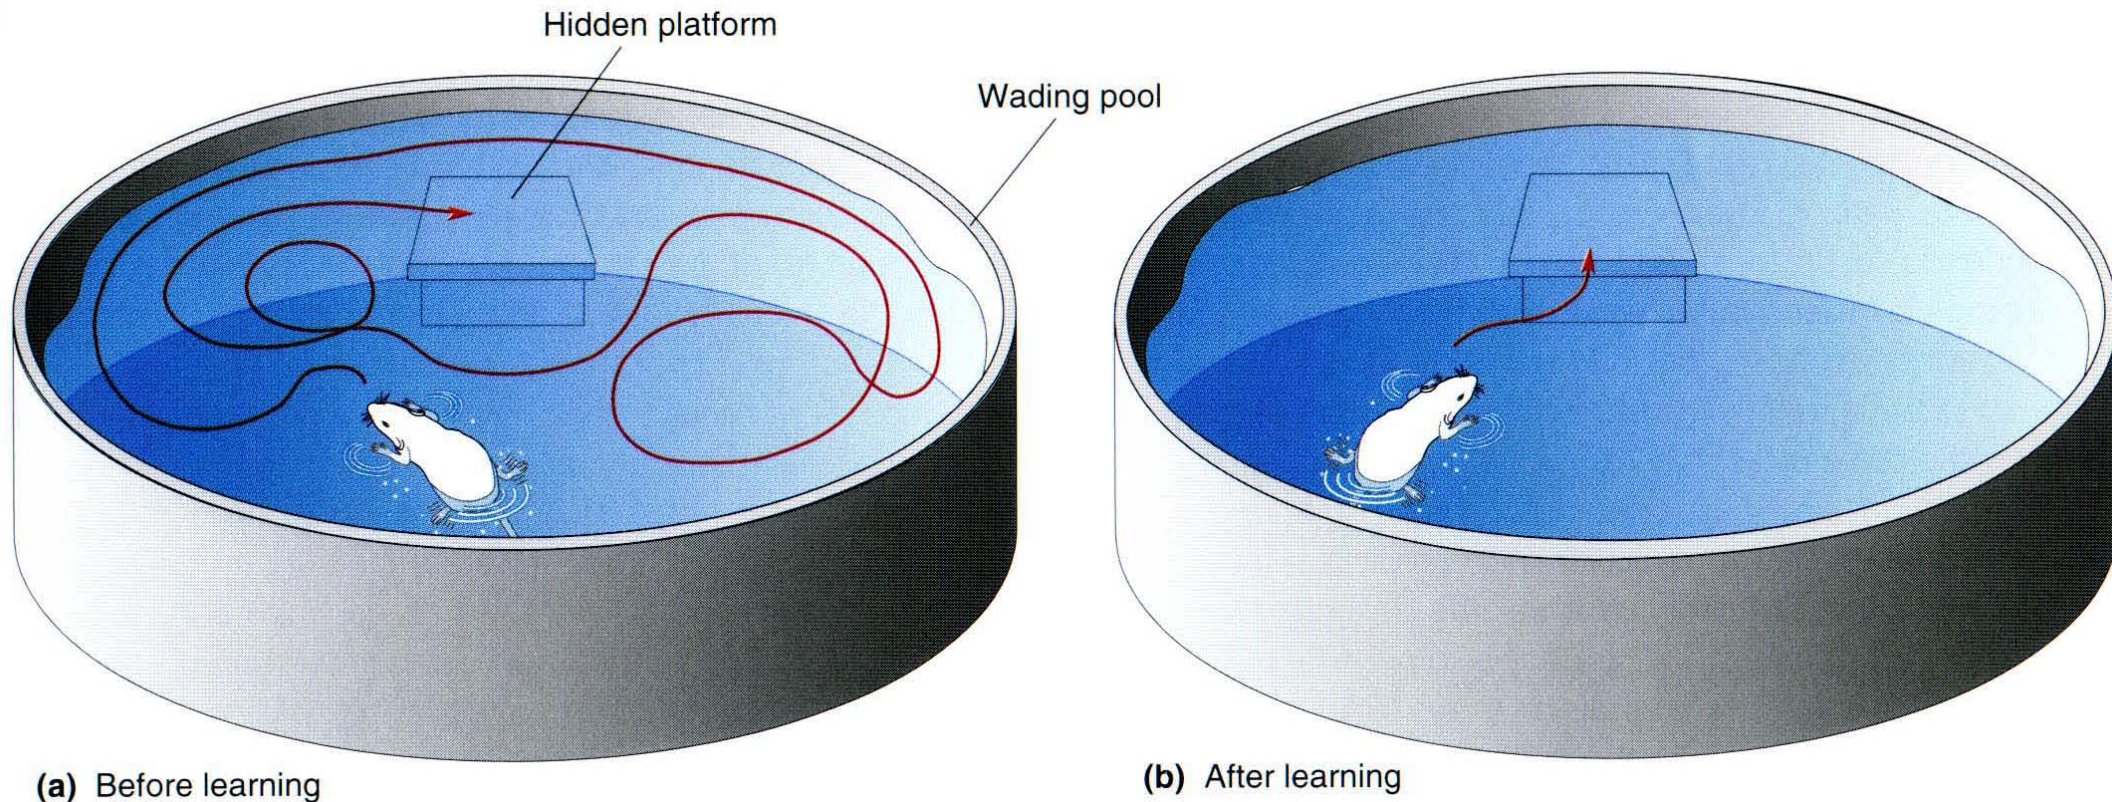 Hidden platform
Wading pool
(a) Before learning
(b) After learning